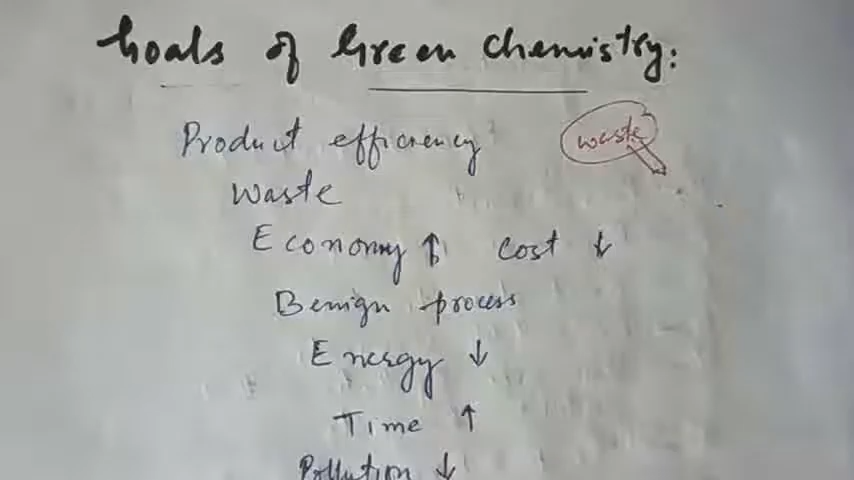 Goals of Green Chemistry:
Product efficiency
waste
Waste
Economy ↑ Cost ↓
Benign process
Energy ↓
Time ↑
Pollution ↓